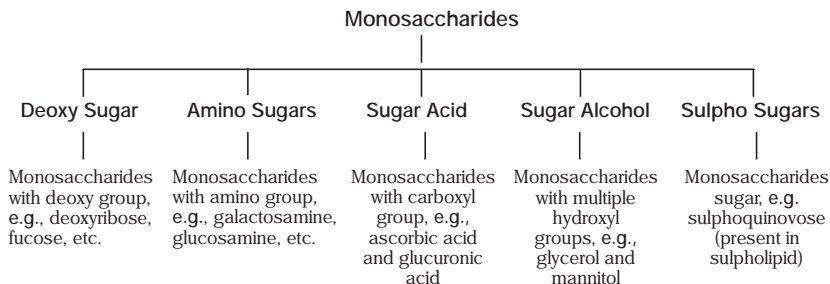 Monosaccharides
Deoxy Sugar
Amino Sugars
Sugar Acid
Sugar Alcohol
Sulpho Sugars
Monosaccharides
with deoxy group,
e.g., deoxyribose,
fucose, etc.
Monosaccharides
with amino group,
e.g., galactosamine,
glucosamine, etc.
Monosaccharides
with carboxyl
group, e.g.,
ascorbic acid
and glucuronic
acid
Monosaccharides
with multiple
hydroxyl
groups, e.g.,
glycerol and
mannitol
Monosaccharides
sugar, e.g.
sulphoquinovose
(present in
sulpholipid)